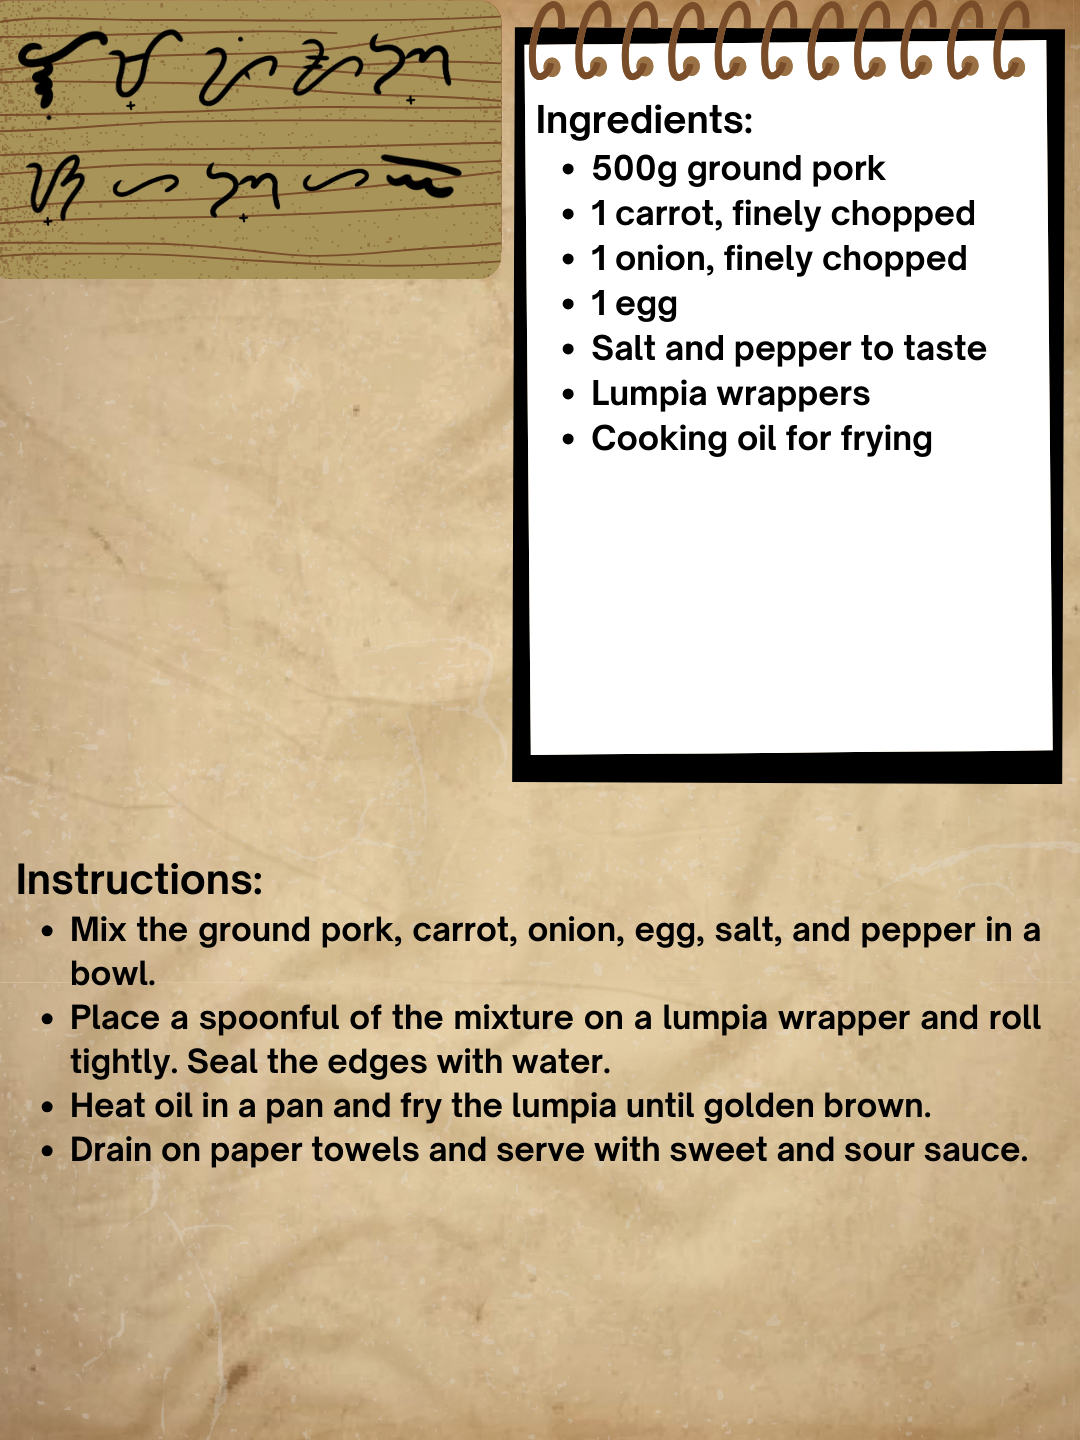 ᜎᜓᜋ᜔ᜉᜒᜌᜅ᜔
ᜐ᜔ᜑᜅ᜔ᜑᜁ
Ingredients:
• 500g ground pork
• 1 carrot, finely chopped
• 1 onion, finely chopped
• 1 egg
• Salt and pepper to taste
• Lumpia wrappers
• Cooking oil for frying
Instructions:
• Mix the ground pork, carrot, onion, egg, salt, and pepper in a
bowl.
• Place a spoonful of the mixture on a lumpia wrapper and roll
tightly. Seal the edges with water.
• Heat oil in a pan and fry the lumpia until golden brown.
• Drain on paper towels and serve with sweet and sour sauce.